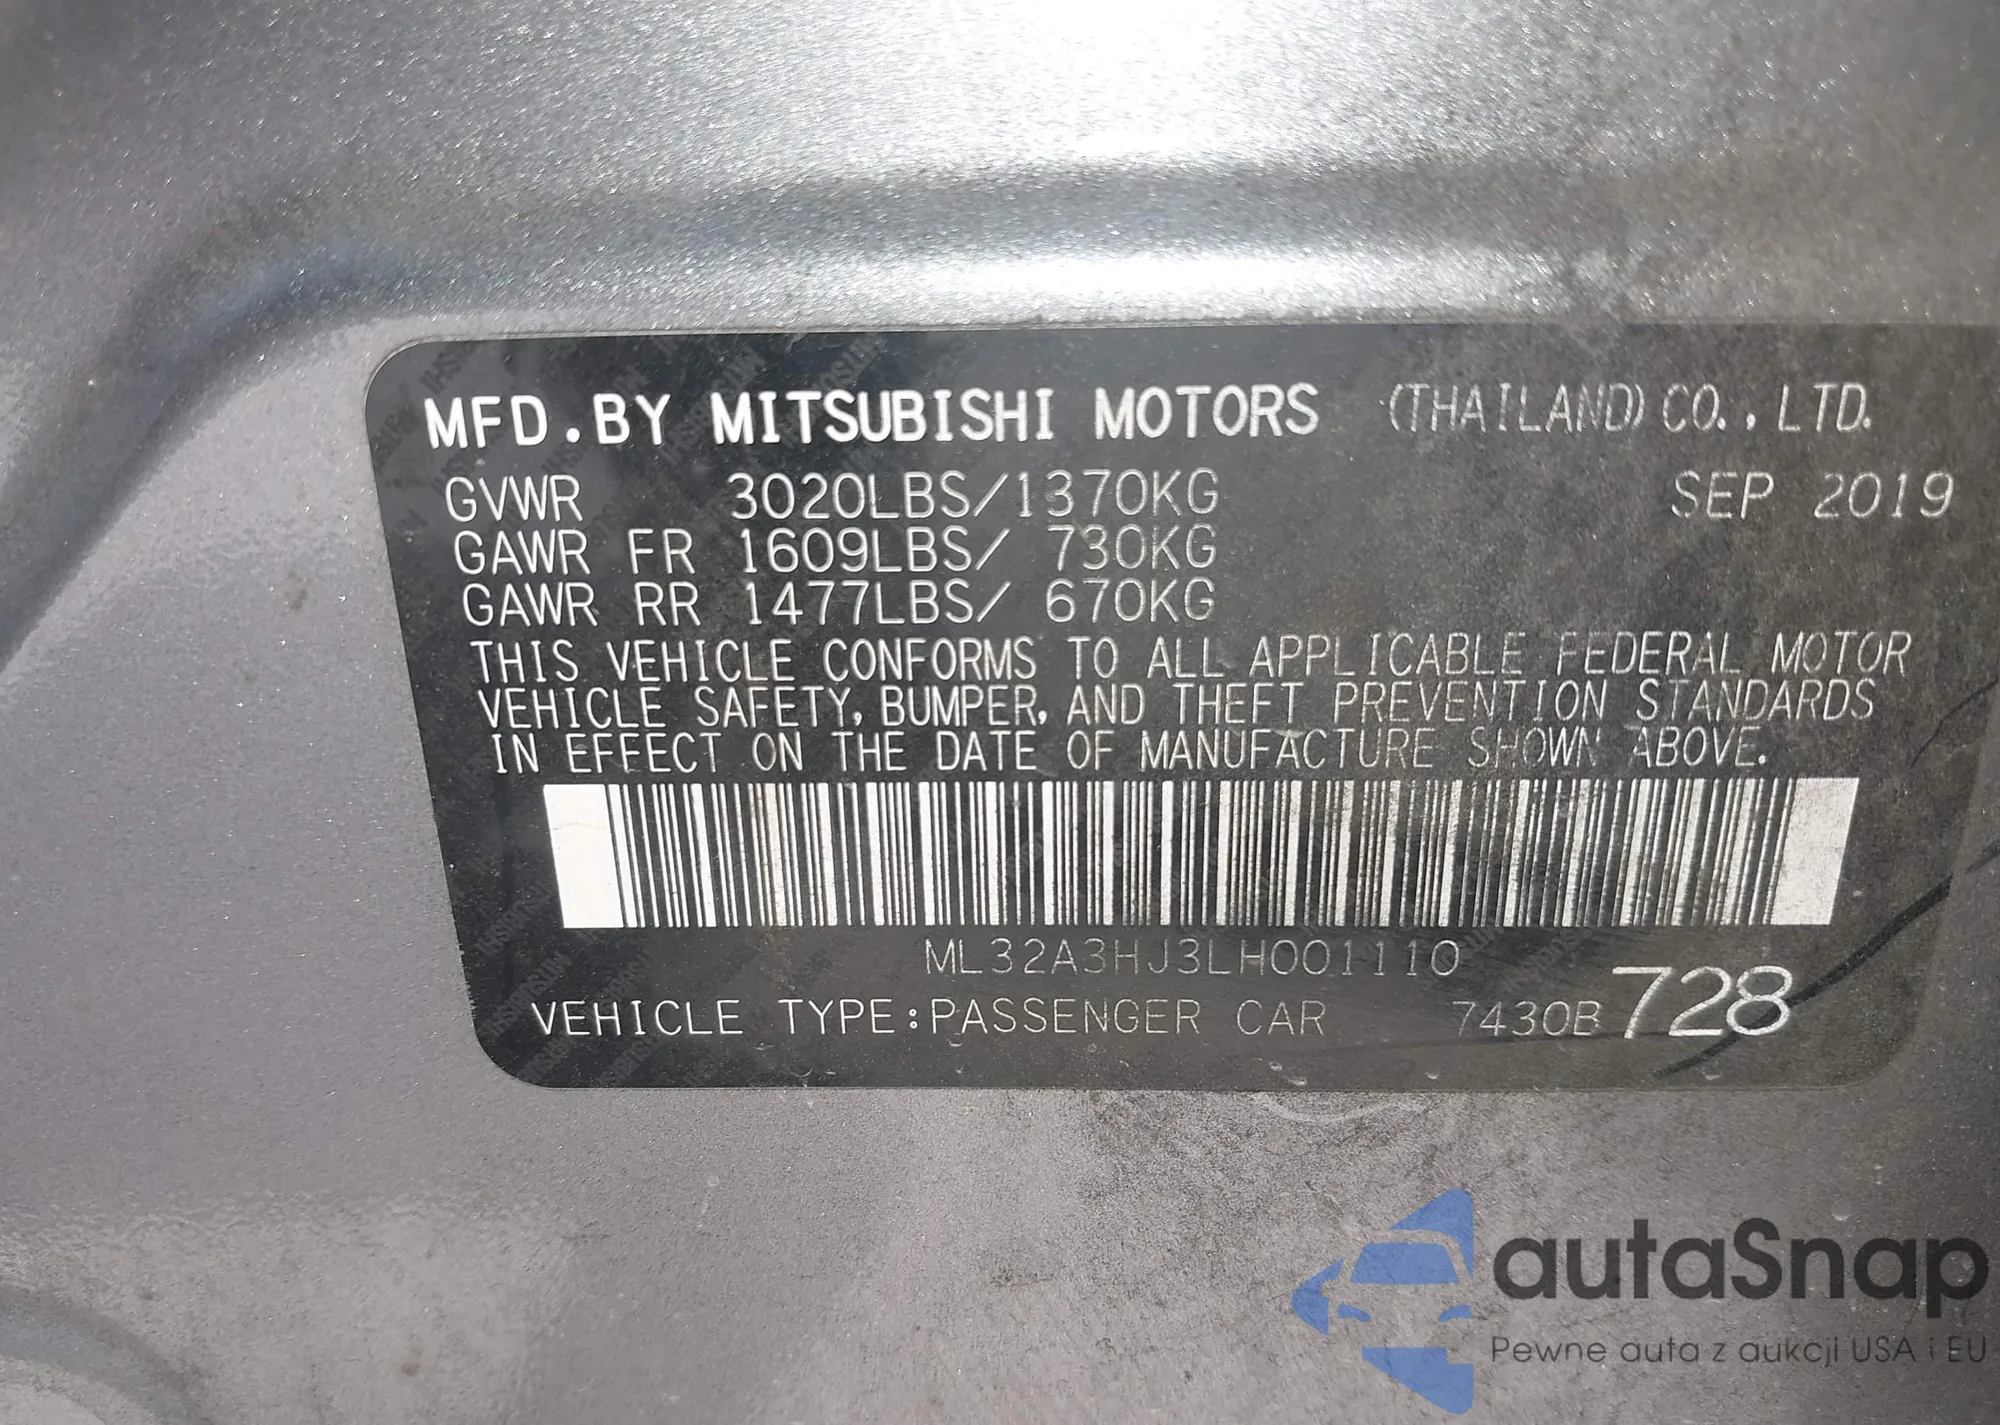 MFD.BY MITSUBISHI MOTORS (THAILAND) CO., LTD.
GVWR 3020LBS/1370KG SEP 2019
GAWR FR 1609LBS/ 730KG
GAWR RR 1477LBS/ 670KG
THIS VEHICLE CONFORMS TO ALL APPLICABLE FEDERAL MOTOR
VEHICLE SAFETY, BUMPER, AND THEFT PREVENTION STANDARDS
IN EFFECT ON THE DATE OF MANUFACTURE SHOWN ABOVE.
ML32A3HJ3LH001110
VEHICLE TYPE:PASSENGER CAR 7430B 728
autaSnap
Pewne auta z aukcji USA i EU